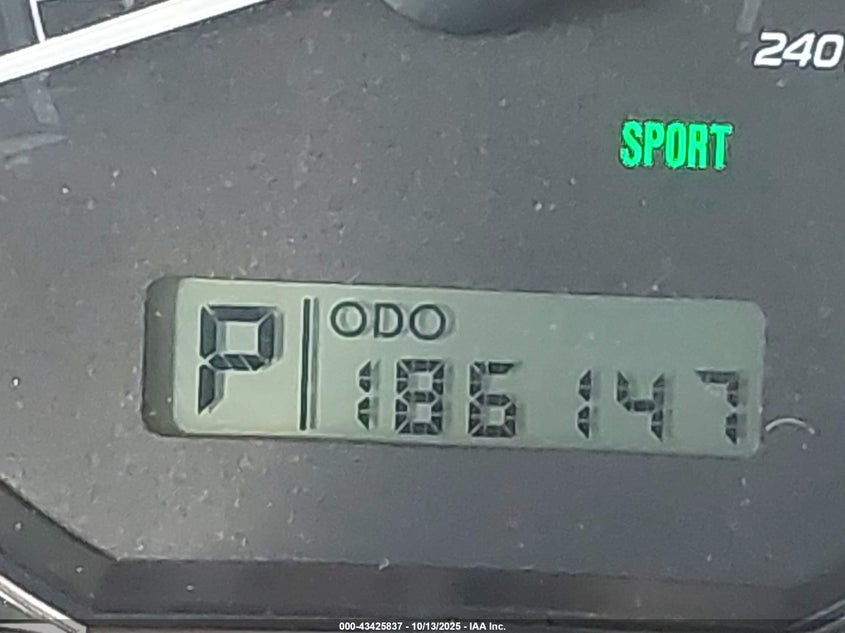 240
SPORT
P ODO
186147
000-43425837 - 10/13/2025 - IAA Inc.